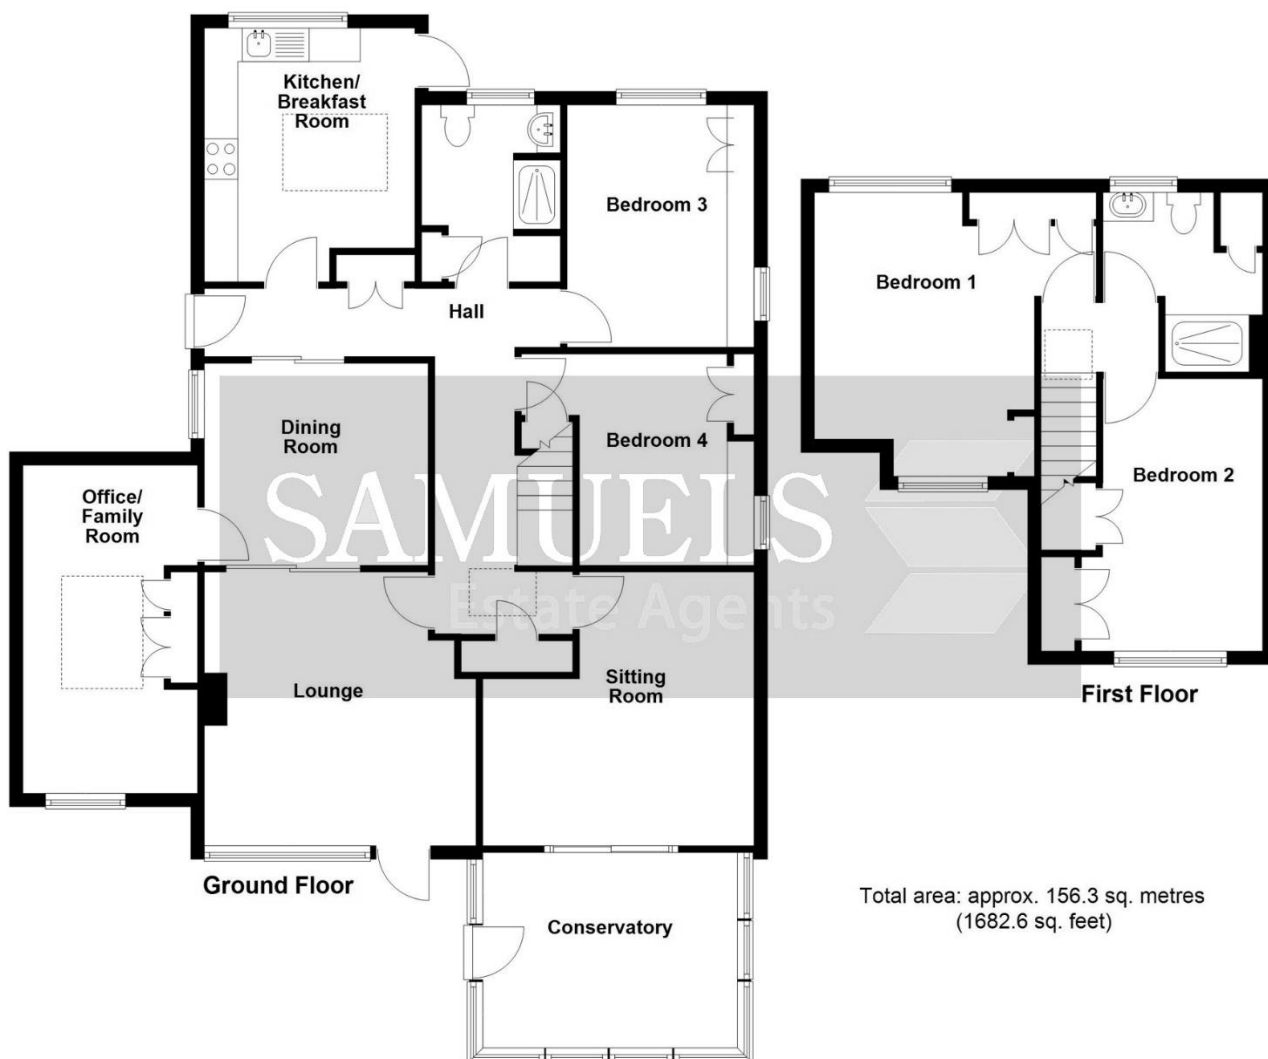 Kitchen/
Breakfast
Room
Bedroom 3
Hall
Bedroom 1
Dining
Room
Bedroom 4
Office/
Family
Room
Bedroom 2
SAMUELS
Estate Agents
Lounge
Sitting
Room
First Floor
Ground Floor
Conservatory
Total area: approx. 156.3 sq. metres
(1682.6 sq. feet)